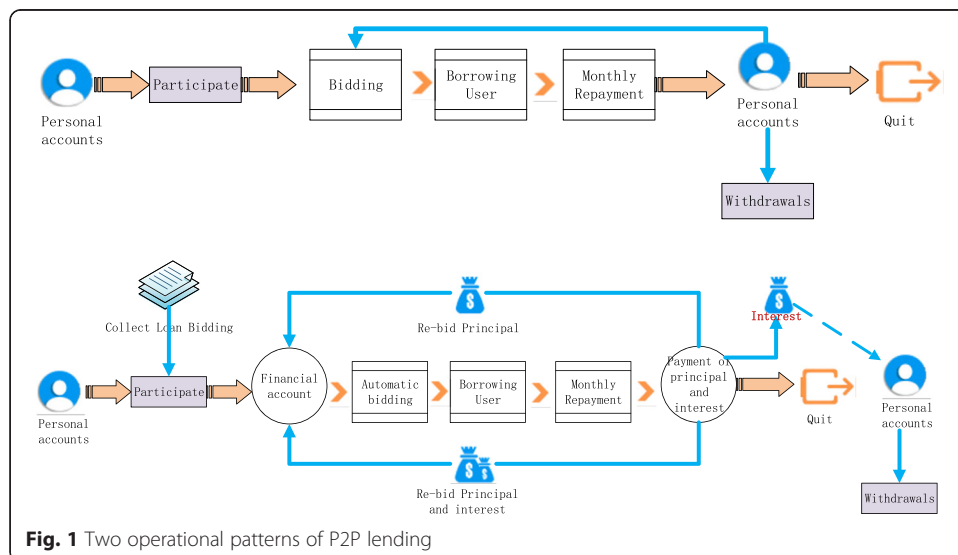 Personal
accounts
Participate
Bidding
Borrowing
User
Monthly
Repayment
Personal
accounts
Quit
Withdrawals
Collect Loan Bidding
Re-bid Principal
Interest
Personal
accounts
Participate
Financial
account
Automatic
bidding
Borrowing
User
Monthly
Repayment
Payment of
principal
and
interest
Quit
Personal
accounts
Re-bid Principal
and interest
Withdrawals
Fig. 1 Two operational patterns of P2P lending